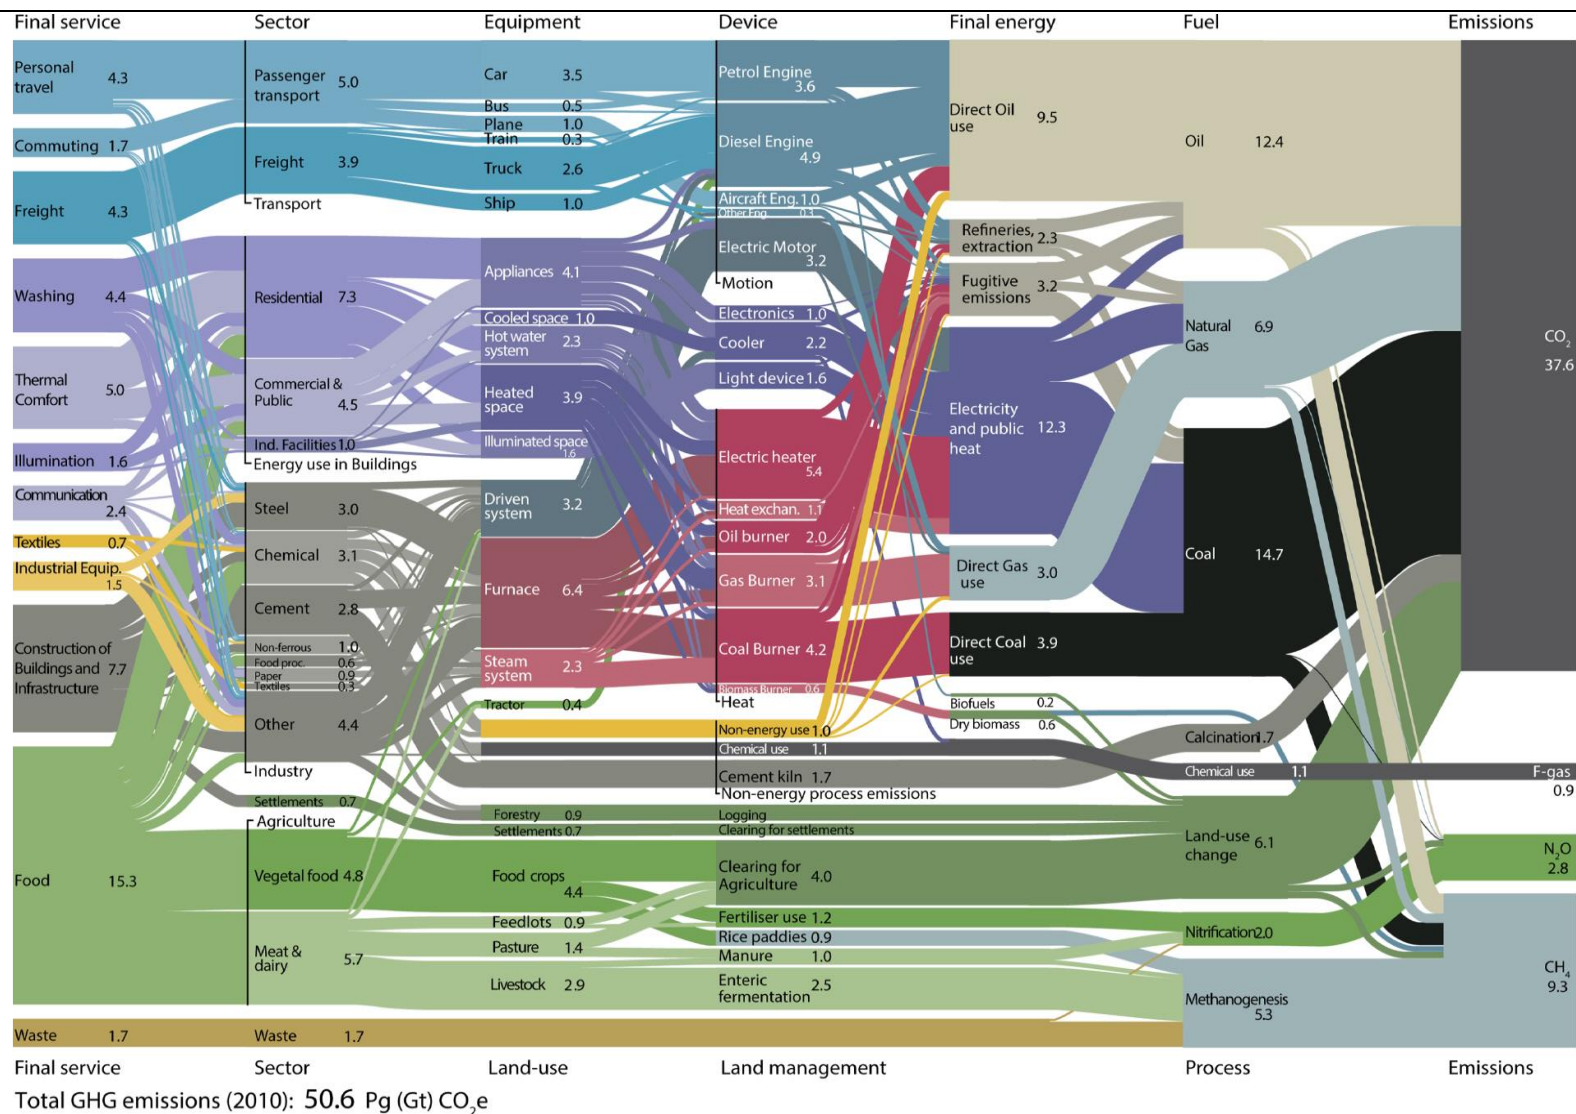 Final service
Sector
Equipment
Device
Final energy
Fuel
Emissions
Personal
travel
4.3
Commuting 1.7
Freight 4.3
Washing 4.4
Thermal
Comfort
5.0
Illumination 1.6
Communication
2.4
Textiles 0.7
Industrial Equip.
1.5
Construction of
Buildings and 7.7
Infrastructure
Food 15.3
Waste 1.7
Passenger
transport
5.0
Freight 3.9
Transport
Residential 7.3
Commercial &
Public 4.5
Ind. Facilities 1.0
Energy use in Buildings
Steel 3.0
Chemical 3.1
Cement 2.8
Non-ferrous 1.0
Food proc. 0.6
Paper 0.9
Textiles 0.3
Other 4.4
Industry
Settlements 0.7
Agriculture
Vegetal food 4.8
Meat &
dairy
5.7
Waste 1.7
Car 3.5
Bus 0.5
Plane 1.0
Train 0.3
Truck 2.6
Ship 1.0
Appliances 4.1
Cooled space 1.0
Hot water
system
2.3
Heated
space
3.9
Illuminated space
1.6
Driven
system
3.2
Furnace 6.4
Steam
system
2.3
Tractor 0.4
Forestry 0.9
Settlements 0.7
Food crops
4.4
Feedlots 0.9
Pasture 1.4
Livestock 2.9
Petrol Engine
3.6
Diesel Engine
4.9
Aircraft Eng. 1.0
Other Eng. 0.3
Electric Motor
3.2
Motion
Electronics 1.0
Cooler 2.2
Light device 1.6
Electric heater
5.4
Heat exchan. 1.1
Oil burner 2.0
Gas Burner 3.1
Coal Burner 4.2
Biomass Burner 0.6
Heat
Non-energy use 1.0
Chemical use 1.1
Cement kiln 1.7
Non-energy process emissions
Logging
Clearing for settlements
Clearing for
Agriculture
4.0
Fertiliser use 1.2
Rice paddies 0.9
Manure 1.0
Enteric
fermentation
2.5
Direct Oil
use
9.5
Refineries,
extraction
2.3
Fugitive
emissions
3.2
Electricity
and public 12.3
heat
Direct Gas
use
3.0
Direct Coal
use
3.9
Biofuels 0.2
Dry biomass 0.6
Oil 12.4
Natural
Gas
6.9
Coal 14.7
Calcination 1.7
Chemical use 1.1
Land-use
change
6.1
Nitrification 2.0
Methanogenesis
5.3
CO₂
37.6
F-gas
0.9
N₂O
2.8
CH₄
9.3
Final service
Sector
Land-use
Land management
Process
Emissions
Total GHG emissions (2010): 50.6 Pg (Gt) CO₂e